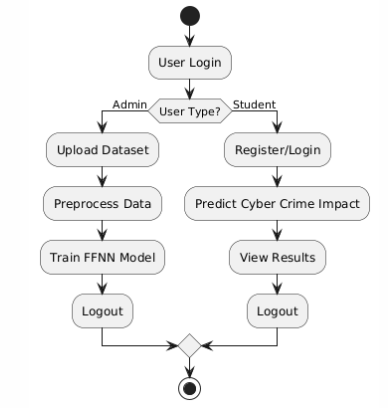 User Login
Admin
User Type?
Student
Upload Dataset
Register/Login
Preprocess Data
Predict Cyber Crime Impact
Train FFNN Model
View Results
Logout
Logout